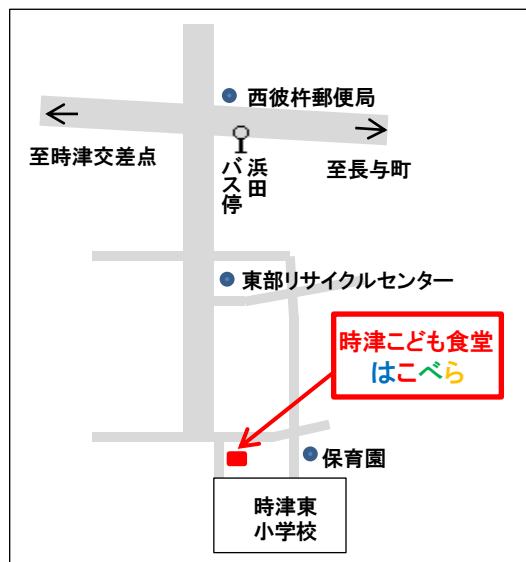 西彼杵郵便局
至時津交差点
浜田
バス停
至長与町
東部リサイクルセンター
時津こども食堂
はこべら
保育園
時津東
小学校